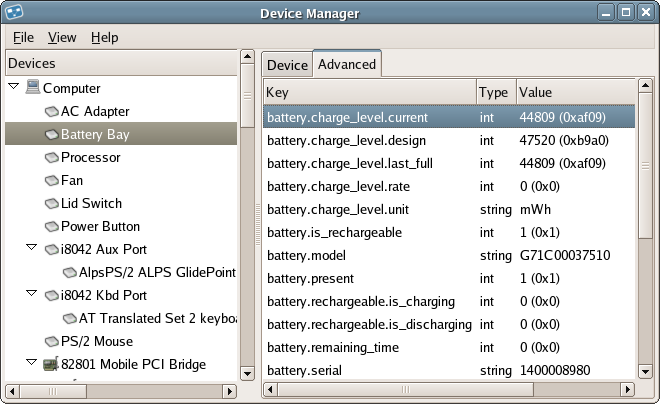 Device Manager
File View Help
Devices
Computer
AC Adapter
Battery Bay
Processor
Fan
Lid Switch
Power Button
i8042 Aux Port
AlpsPS/2 ALPS GlidePoint
i8042 Kbd Port
AT Translated Set 2 keyboa
PS/2 Mouse
82801 Mobile PCI Bridge
Device Advanced
Key Type Value
battery.charge_level.current int 44809 (0xaf09)
battery.charge_level.design int 47520 (0xb9a0)
battery.charge_level.last_full int 44809 (0xaf09)
battery.charge_level.rate int 0 (0x0)
battery.charge_level.unit string mWh
battery.is_rechargeable int 1 (0x1)
battery.model string G71C00037510
battery.present int 1 (0x1)
battery.rechargeable.is_charging int 0 (0x0)
battery.rechargeable.is_discharging int 0 (0x0)
battery.remaining_time int 0 (0x0)
battery.serial string 1400008980